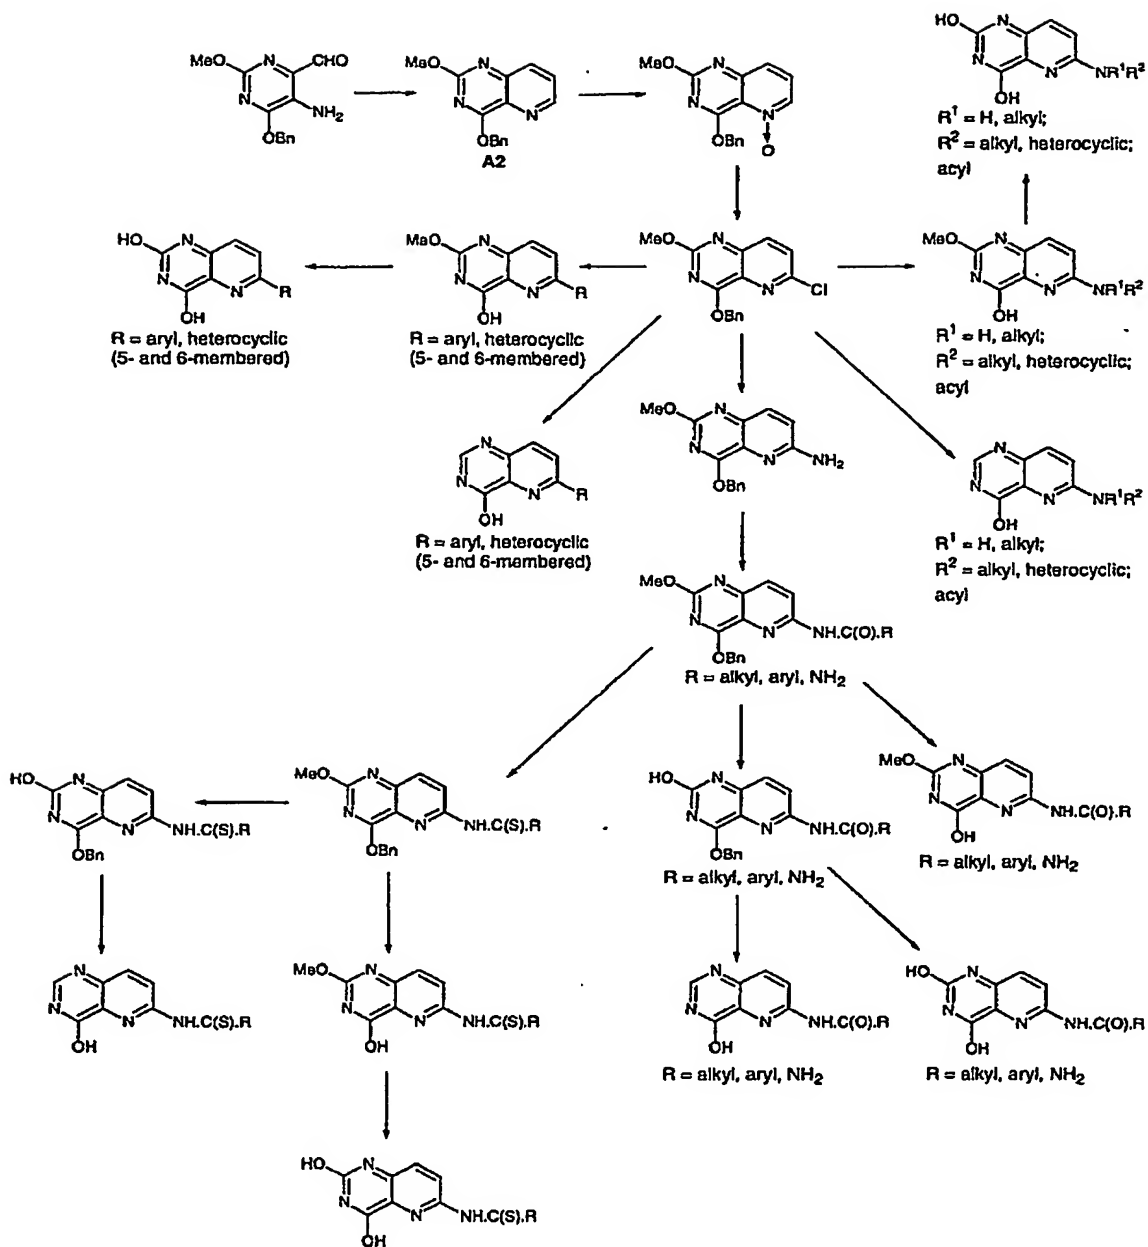 MeO N CHO
N NH2
OBn
MeO N
N N
OBn
A2
MeO N
N N
OBn O
HO N
N N NR¹R²
OH
R¹ = H, alkyl;
R² = alkyl, heterocyclic;
acyl
HO N
N N R
OH
R = aryl, heterocyclic
(5- and 6-membered)
MeO N
N N R
OH
R = aryl, heterocyclic
(5- and 6-membered)
MeO N
N N Cl
OBn
MeO N
N N NR¹R²
OH
R¹ = H, alkyl;
R² = alkyl, heterocyclic;
acyl
N
N N R
OH
R = aryl, heterocyclic
(5- and 6-membered)
MeO N
N N NH2
OBn
N
N N NR¹R²
OH
R¹ = H, alkyl;
R² = alkyl, heterocyclic;
acyl
MeO N
N N NH.C(O).R
OBn
R = alkyl, aryl, NH2
HO N
N N NH.C(S).R
OBn
MeO N
N N NH.C(S).R
OBn
HO N
N N NH.C(O).R
OBn
R = alkyl, aryl, NH2
MeO N
N N NH.C(O).R
OH
R = alkyl, aryl, NH2
N
N N NH.C(S).R
OH
MeO N
N N NH.C(S).R
OH
N
N N NH.C(O).R
OH
R = alkyl, aryl, NH2
HO N
N N NH.C(O).R
OH
R = alkyl, aryl, NH2
HO N
N N NH.C(S).R
OH